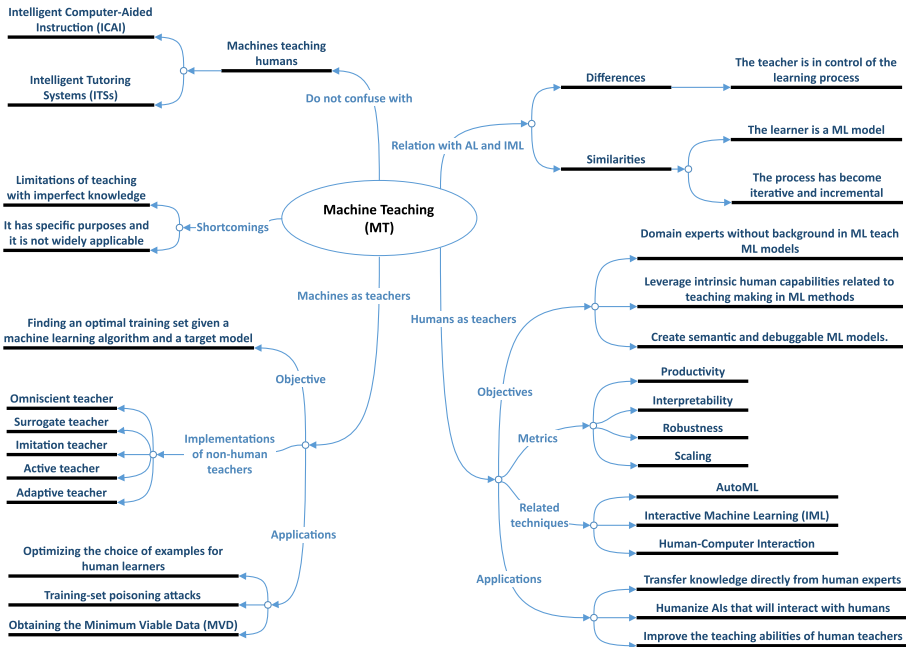 Intelligent Computer-Aided
Instruction (ICAI)
Intelligent Tutoring
Systems (ITSs)
Machines teaching
humans
Do not confuse with
Relation with AL and IML
Differences
The teacher is in control of the
learning process
Similarities
The learner is a ML model
The process has become
iterative and incremental
Machine Teaching
(MT)
Limitations of teaching
with imperfect knowledge
It has specific purposes and
it is not widely applicable
Shortcomings
Machines as teachers
Finding an optimal training set given a
machine learning algorithm and a target model
Objective
Omniscient teacher
Surrogate teacher
Imitation teacher
Active teacher
Adaptive teacher
Implementations
of non-human
teachers
Applications
Optimizing the choice of examples for
human learners
Training-set poisoning attacks
Obtaining the Minimum Viable Data (MVD)
Humans as teachers
Objectives
Domain experts without background in ML teach
ML models
Leverage intrinsic human capabilities related to
teaching making in ML methods
Create semantic and debuggable ML models.
Metrics
Productivity
Interpretability
Robustness
Scaling
Related
techniques
AutoML
Interactive Machine Learning (IML)
Human-Computer Interaction
Applications
Transfer knowledge directly from human experts
Humanize AIs that will interact with humans
Improve the teaching abilities of human teachers